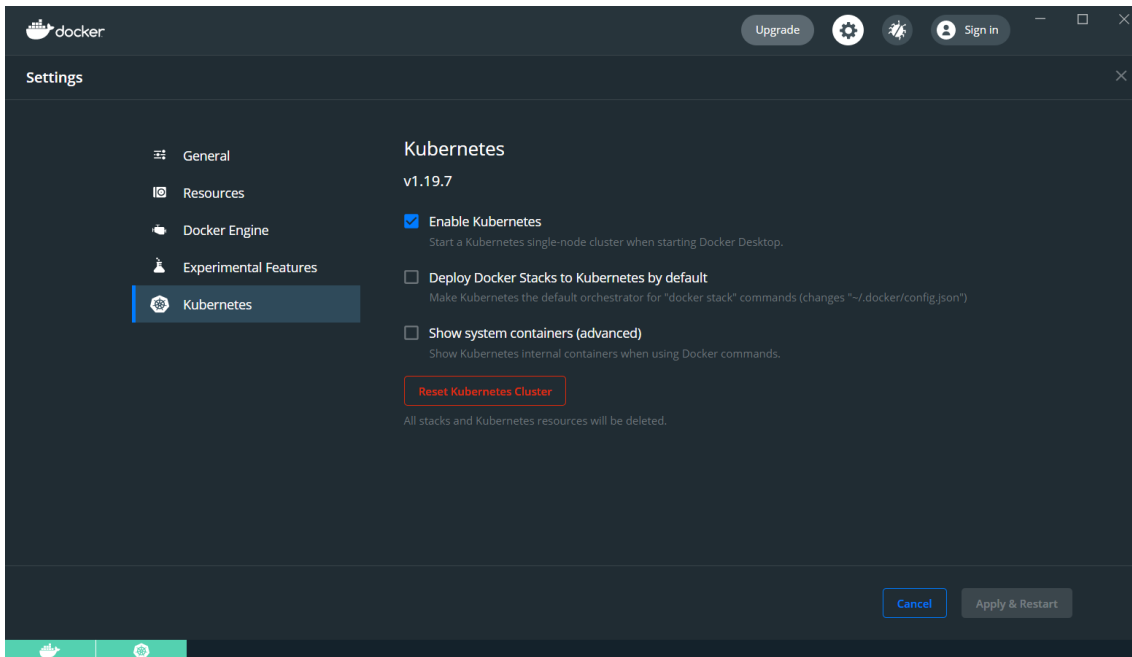 docker
Upgrade
Sign in
Settings
General
Resources
Docker Engine
Experimental Features
Kubernetes
Kubernetes
v1.19.7
Enable Kubernetes
Start a Kubernetes single-node cluster when starting Docker Desktop.
Deploy Docker Stacks to Kubernetes by default
Make Kubernetes the default orchestrator for "docker stack" commands (changes "~/.docker/config.json")
Show system containers (advanced)
Show Kubernetes internal containers when using Docker commands.
Reset Kubernetes Cluster
All stacks and Kubernetes resources will be deleted.
Cancel
Apply & Restart